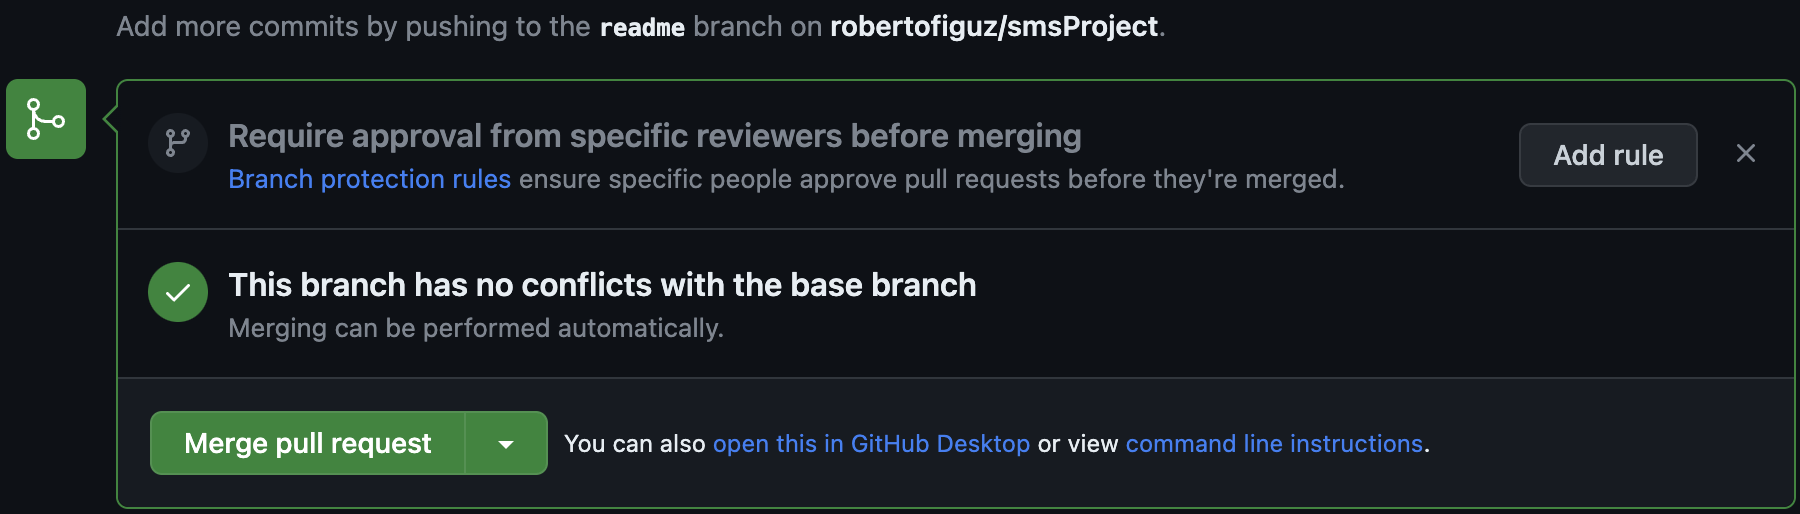 Add more commits by pushing to the readme branch on robertofiguz/smsProject.
Require approval from specific reviewers before merging
Branch protection rules ensure specific people approve pull requests before they're merged.
Add rule
This branch has no conflicts with the base branch
Merging can be performed automatically.
Merge pull request
You can also open this in GitHub Desktop or view command line instructions.